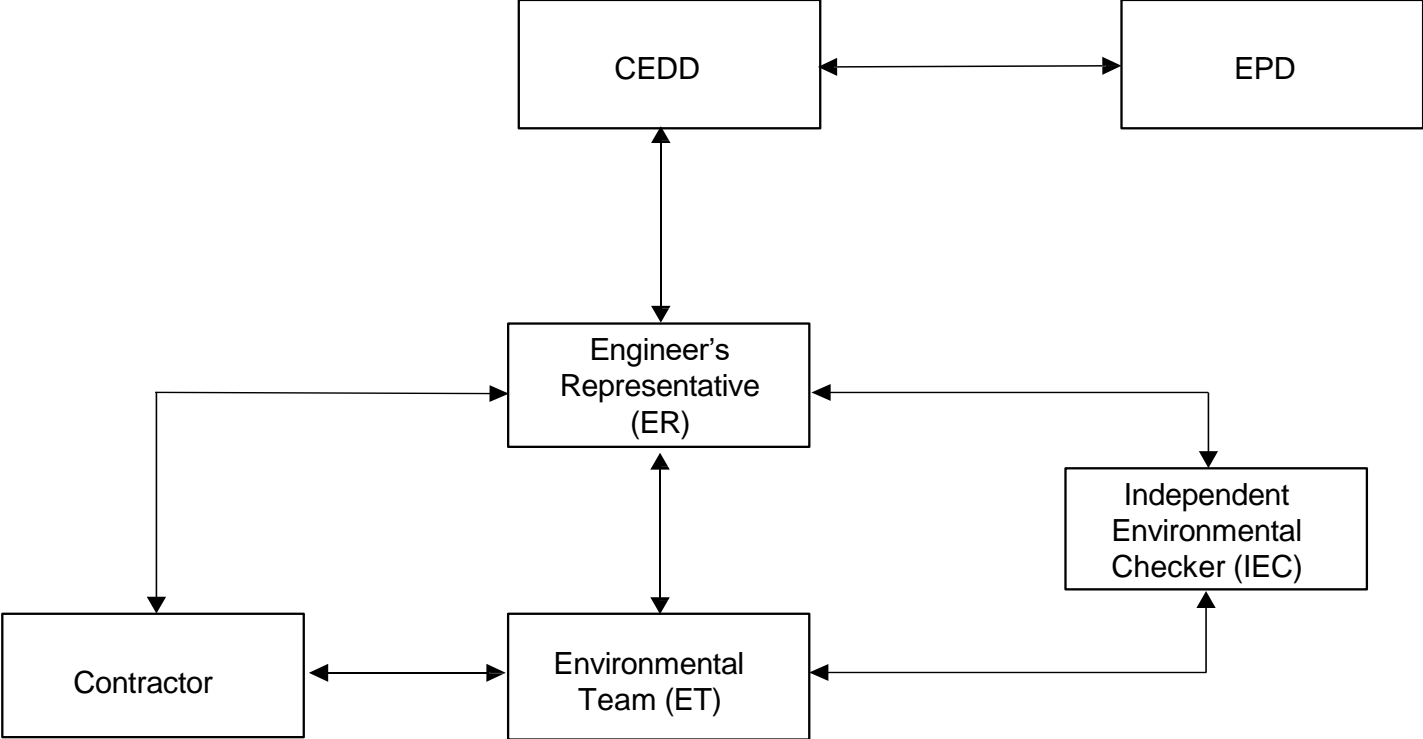 CEDD
EPD
Engineer’s
Representative
(ER)
Independent
Environmental
Checker (IEC)
Contractor
Environmental
Team (ET)